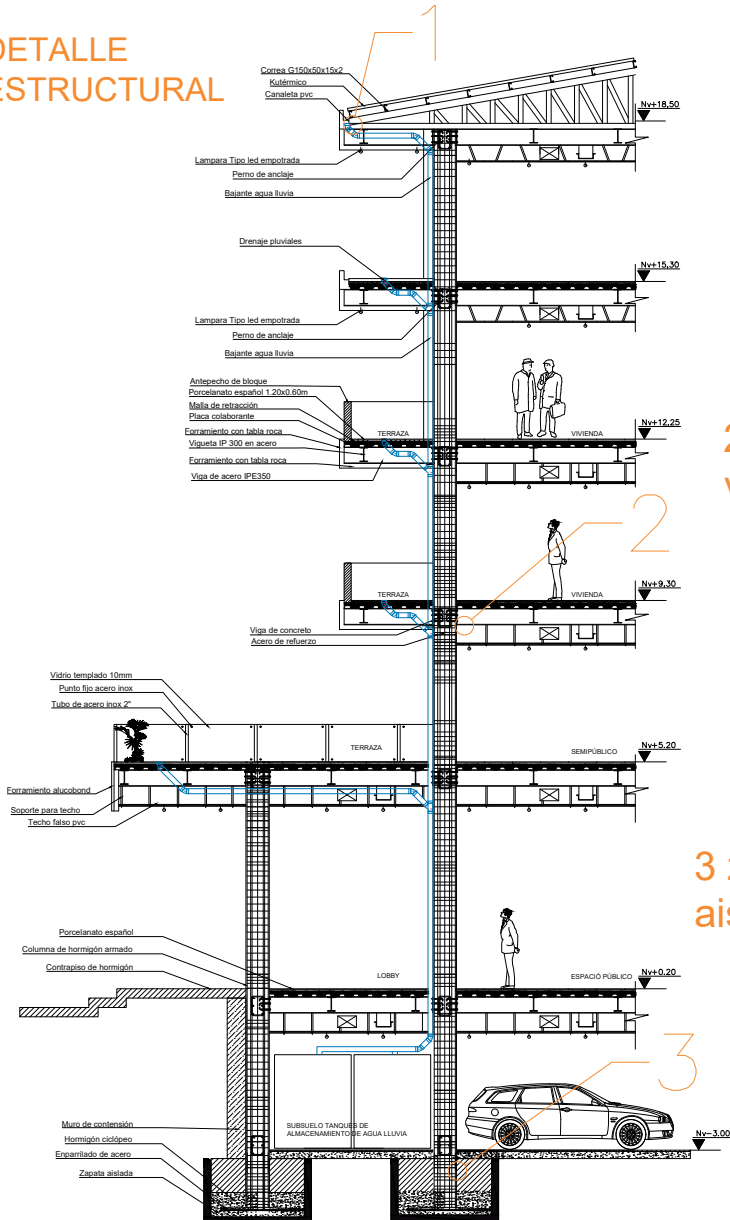 DETALLE
ESTRUCTURAL
1
Correa G150x50x15x2
Kutérmico
Canaleta pvc
Nv+18,50
Lampara Tipo led empotrada
Perno de anclaje
Bajante agua lluvia
Drenaje pluviales
Nv+15,30
Lampara Tipo led empotrada
Perno de anclaje
Bajante agua lluvia
Antepecho de bloque
Porcelanato español 1.20x0.60m
Malla de retracción
Placa colaborante
Forramiento con tabla roca
Vigueta IP 300 en acero
Forramiento con tabla roca
Viga de acero IPE350
TERRAZA
VIVIENDA
Nv+12,25
2
v
2
TERRAZA
VIVIENDA
Nv+9,30
Viga de concreto
Acero de refuerzo
Vidrio templado 10mm
Punto fijo acero inox
Tubo de acero inox 2"
TERRAZA
SEMIPÚBLICO
Nv+5.20
Forramiento alucobond
Soporte para techo
Techo falso pvc
3
ais
Porcelanato español
Columna de hormigón armado
Contrapiso de hormigón
LOBBY
ESPACIÓ PÚBLICO
Nv+0.20
3
Muro de contensión
Hormigón ciclópeo
Enparrilado de acero
Zapata aislada
SUBSUELO TANQUES DE
ALMACENAMIENTO DE AGUA LLUVIA
Nv-3.00